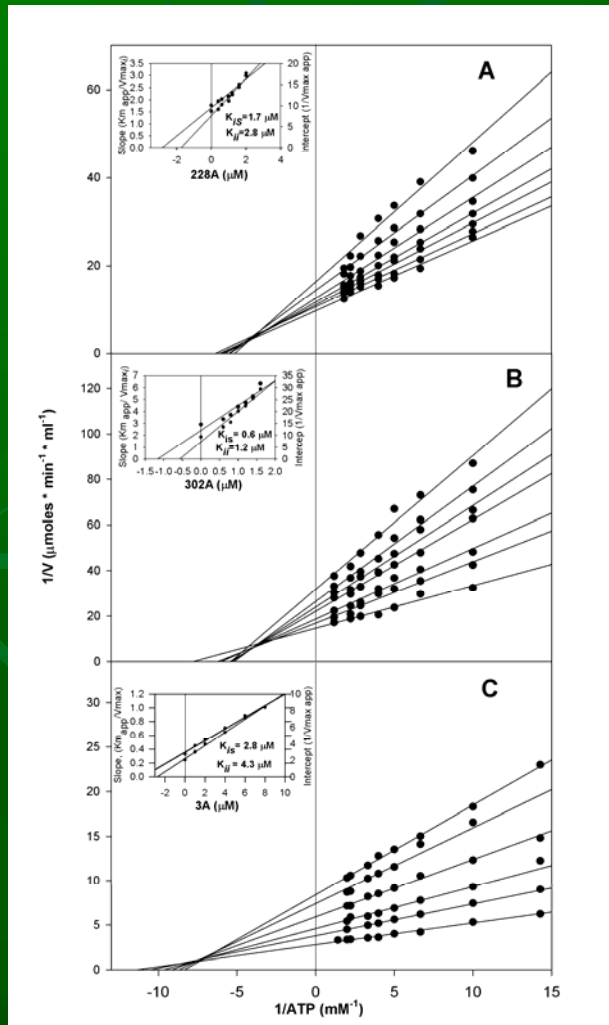 A
Slope (Km app/Vmax)
3.5
3.0
2.5
2.0
1.5
1.0
0.5
0.0
20
15
10
5
0
Intercept (1/Vmax app)
Kis=1.7 μM
Kii=2.8 μM
-2 0 2 4
228A (μM)
60
40
20
0
B
Slope (Km app/ Vmax)
7
6
5
4
3
2
1
0
35
30
25
20
15
10
5
0
Intercep (1/Vmax app)
Kis = 0.6 μM
Kii=1.2 μM
-1.5 -1.0 -0.5 0.0 0.5 1.0 1.5 2.0
302A (μM)
120
100
80
60
40
20
0
1/V (μmoles * min-1 * ml-1)
C
Slope, (Kmapp/Vmax)
1.2
1.0
0.8
0.6
0.4
0.2
0.0
10
8
6
4
2
0
Intercept (1/Vmax app)
Kis = 2.8 μM
Kii = 4.3 μM
-2 0 2 4 6 8 10
3A (μM)
30
25
20
15
10
5
0
-10 -5 0 5 10 15
1/ATP (mM-1)